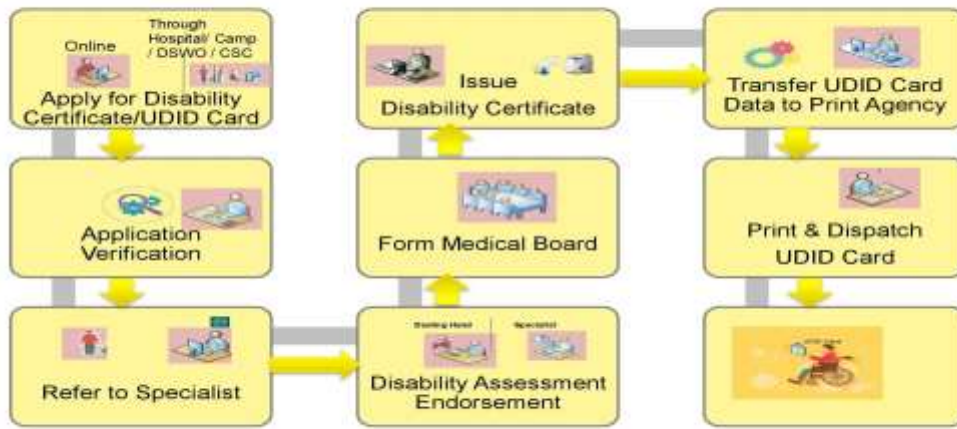 Online
Through
Hospital/ Camp
/ DSWO / CSC
Apply for Disability
Certificate/UDID Card
Application
Verification
Refer to Specialist
Specialist
Disability Assessment
Endorsement
Form Medical Board
Issue
Disability Certificate
Transfer UDID Card
Data to Print Agency
Print & Dispatch
UDID Card